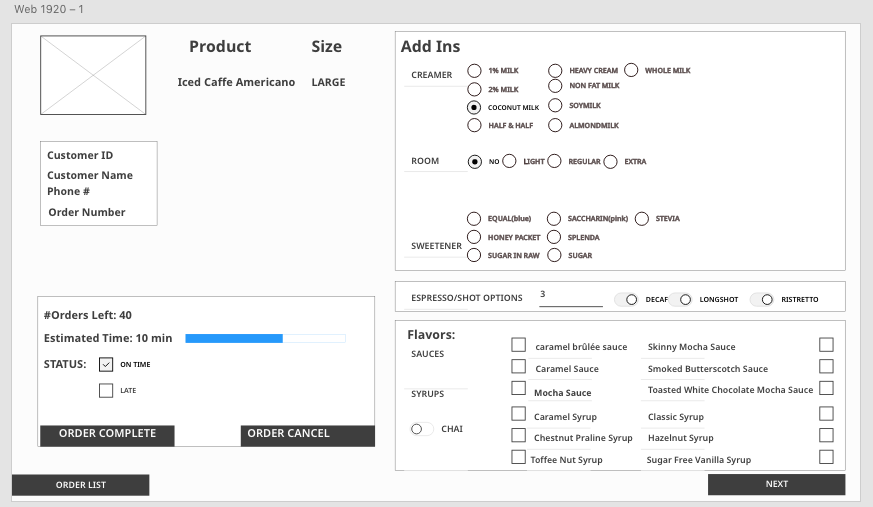 Web 1920 – 1
Product Size
Iced Caffe Americano LARGE
Customer ID
Customer Name
Phone #
Order Number
#Orders Left: 40
Estimated Time: 10 min
STATUS: ON TIME
LATE
ORDER COMPLETE ORDER CANCEL
ORDER LIST
Add Ins
CREAMER 1% MILK HEAVY CREAM WHOLE MILK
2% MILK NON FAT MILK
COCONUT MILK SOYMILK
HALF & HALF ALMONDMILK
ROOM NO LIGHT REGULAR EXTRA
EQUAL(blue) SACCHARIN(pink) STEVIA
HONEY PACKET SPLENDA
SWEETENER SUGAR IN RAW SUGAR
ESPRESSO/SHOT OPTIONS 3 DECAF LONGSHOT RISTRETTO
Flavors:
SAUCES caramel brûlée sauce Skinny Mocha Sauce
Caramel Sauce Smoked Butterscotch Sauce
SYRUPS Mocha Sauce Toasted White Chocolate Mocha Sauce
Caramel Syrup Classic Syrup
CHAI Chestnut Praline Syrup Hazelnut Syrup
Toffee Nut Syrup Sugar Free Vanilla Syrup
NEXT